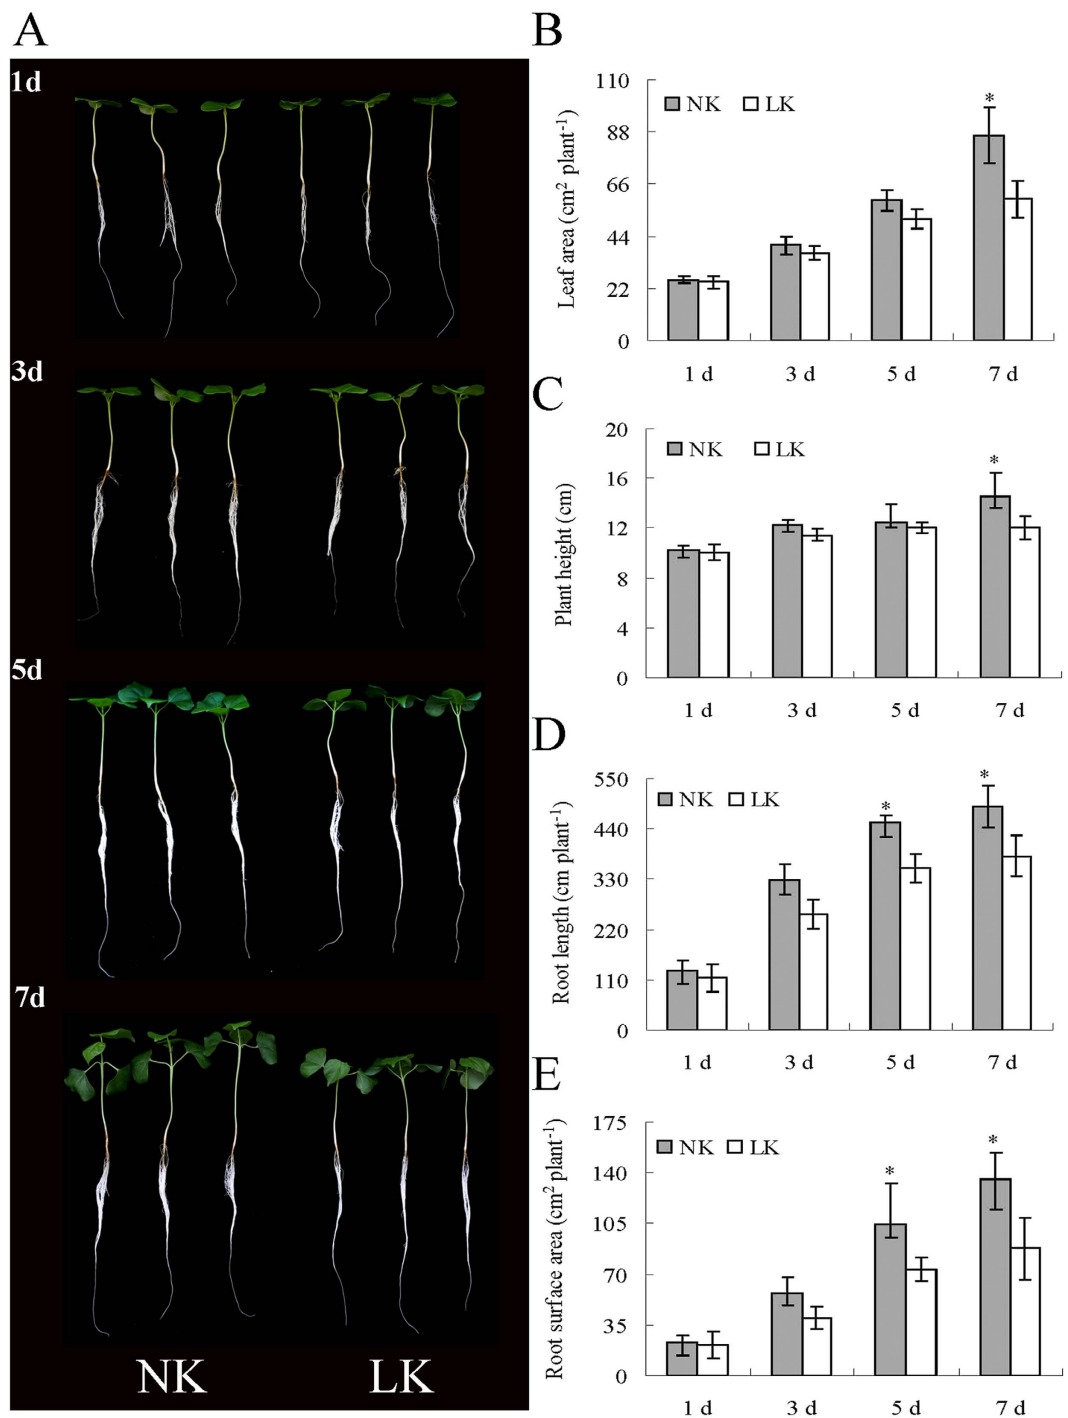 A
1d
3d
5d
7d
NK LK
B
Leaf area (cm² plant⁻¹)
110
88
66
44
22
0
NK LK
*
1 d 3 d 5 d 7 d
C
Plant height (cm)
20
16
12
8
4
0
NK LK
*
1 d 3 d 5 d 7 d
D
Root length (cm plant⁻¹)
550
440
330
220
110
0
NK LK
* *
1 d 3 d 5 d 7 d
E
Root surface area (cm² plant⁻¹)
175
140
105
70
35
0
NK LK
* *
1 d 3 d 5 d 7 d